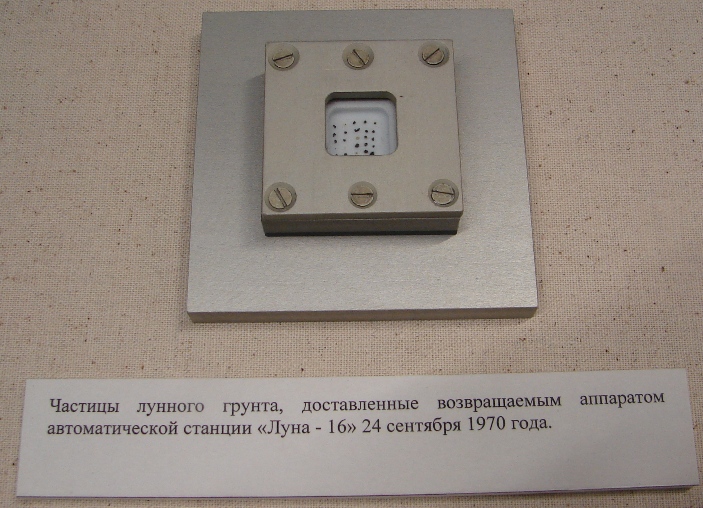 Частицы лунного грунта, доставленные возвращаемым аппаратом
автоматической станции «Луна - 16» 24 сентября 1970 года.